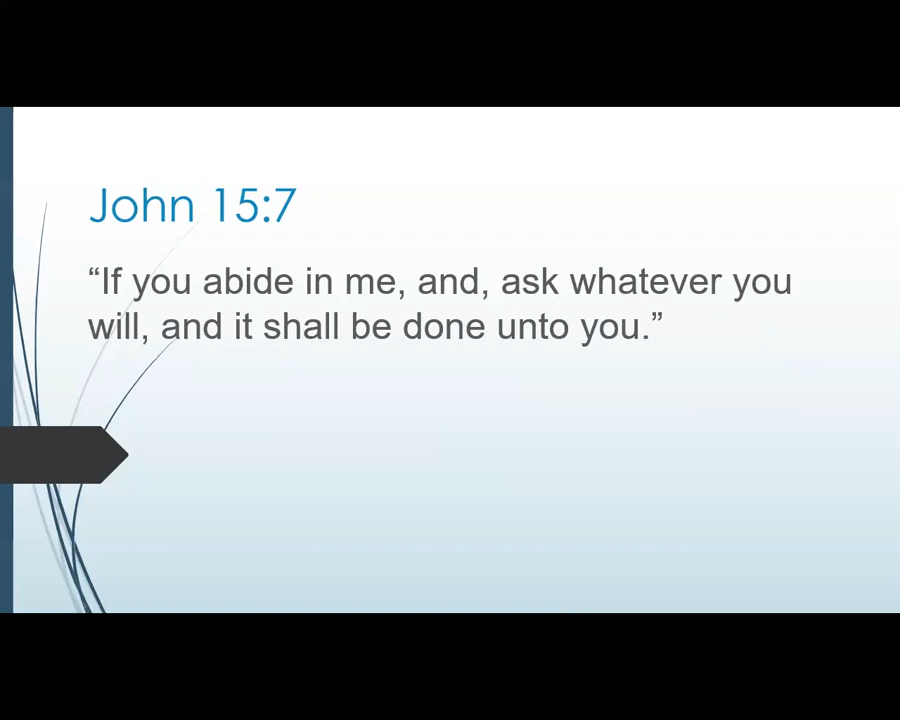 John 15:7
“If you abide in me, and, ask whatever you
will, and it shall be done unto you.”